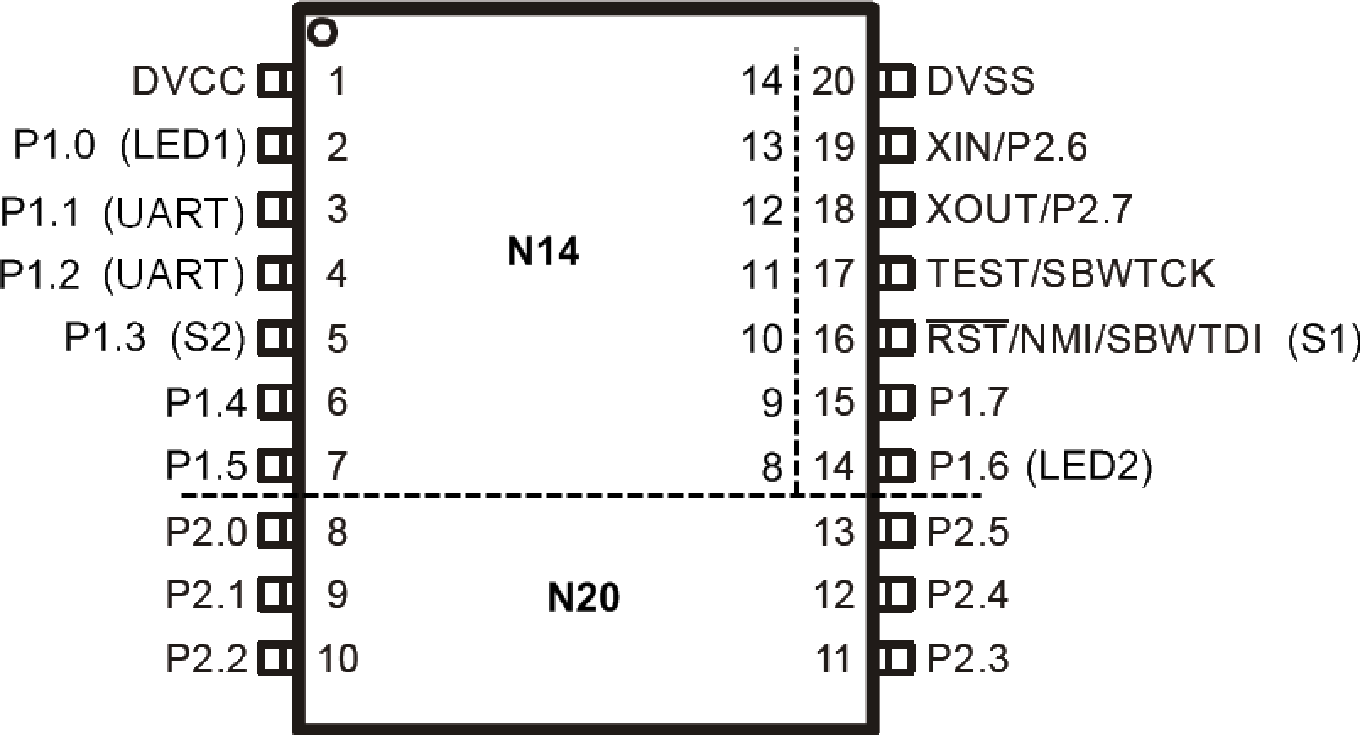 DVCC 1 14 20 DVSS
P1.0 (LED1) 2 13 19 XIN/P2.6
P1.1 (UART) 3 12 18 XOUT/P2.7
N14
P1.2 (UART) 4 11 17 TEST/SBWTCK
P1.3 (S2) 5 10 16 RST/NMI/SBWTDI (S1)
P1.4 6 9 15 P1.7
P1.5 7 8 14 P1.6 (LED2)
P2.0 8 13 P2.5
P2.1 9 N20 12 P2.4
P2.2 10 11 P2.3